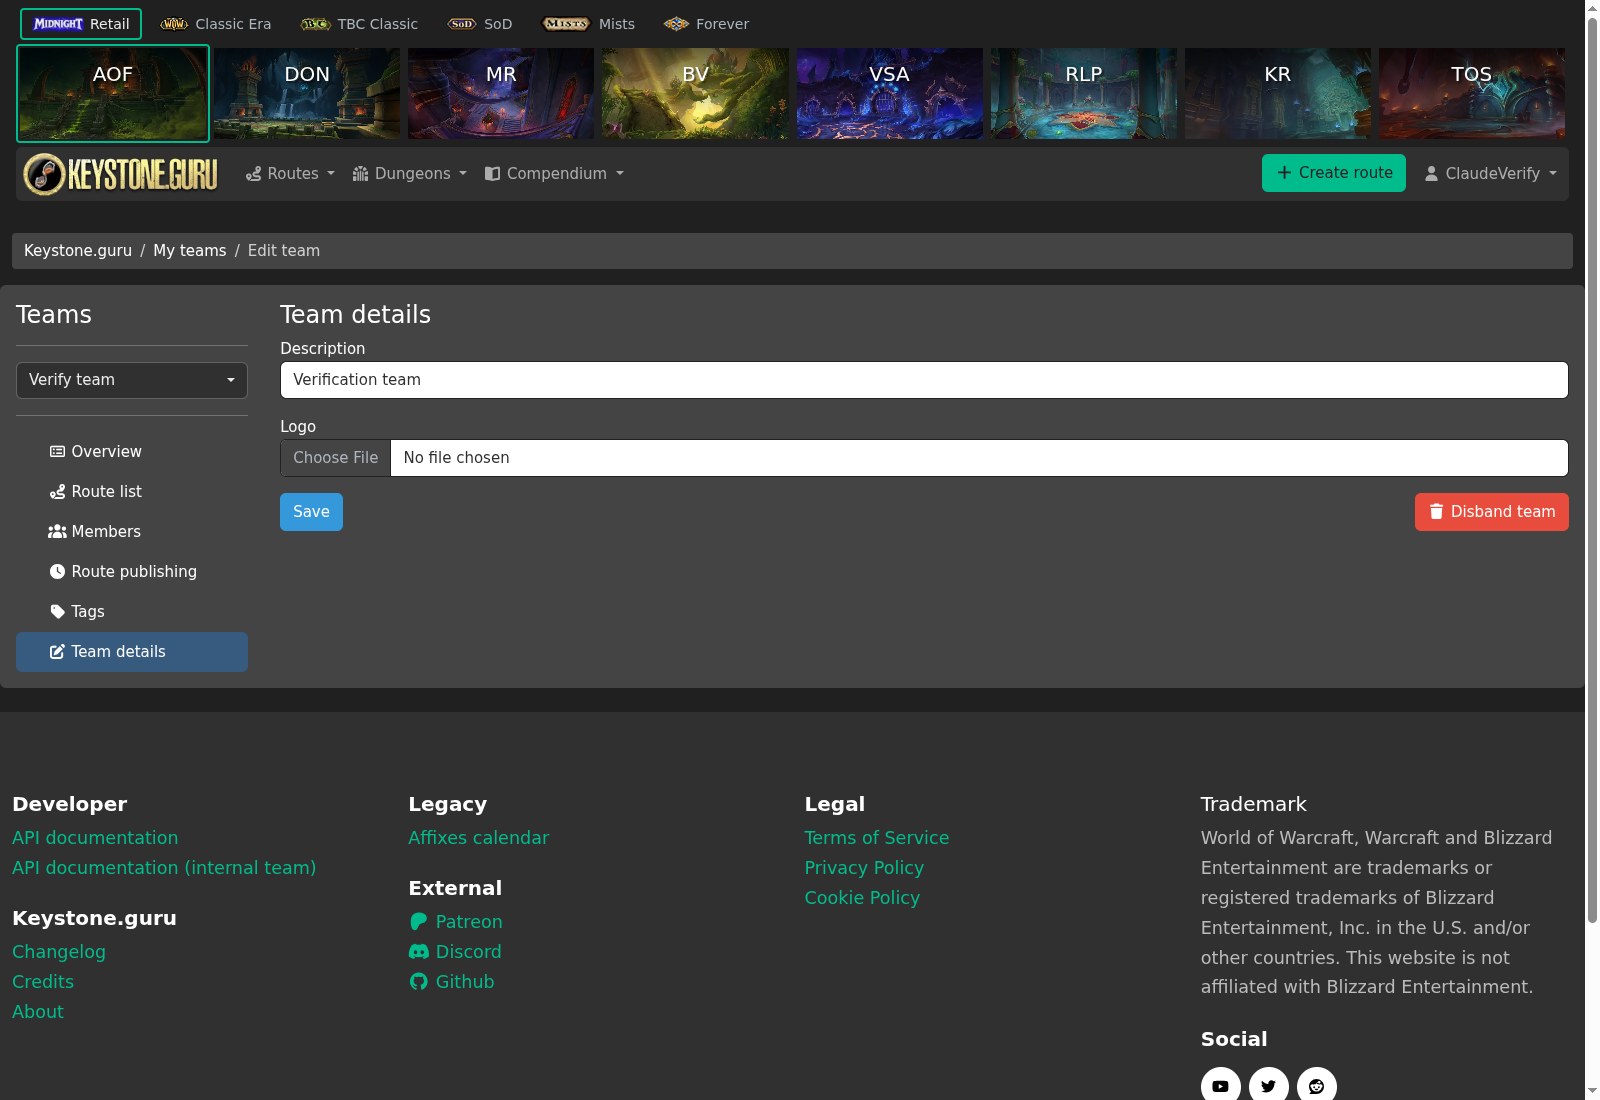 MIDNIGHT Retail
WOW Classic Era
BC TBC Classic
SoD SoD
MISTS Mists
Forever
AOF
DON
MR
BV
VSA
RLP
KR
TOS
KEYSTONE.GURU
Routes
Dungeons
Compendium
Create route
ClaudeVerify
Keystone.guru / My teams / Edit team
Teams
Verify team
Overview
Route list
Members
Route publishing
Tags
Team details
Team details
Description
Verification team
Logo
Choose File No file chosen
Save
Disband team
Developer
API documentation
API documentation (internal team)
Keystone.guru
Changelog
Credits
About
Legacy
Affixes calendar
External
Patreon
Discord
Github
Legal
Terms of Service
Privacy Policy
Cookie Policy
Trademark
World of Warcraft, Warcraft and Blizzard
Entertainment are trademarks or
registered trademarks of Blizzard
Entertainment, Inc. in the U.S. and/or
other countries. This website is not
affiliated with Blizzard Entertainment.
Social